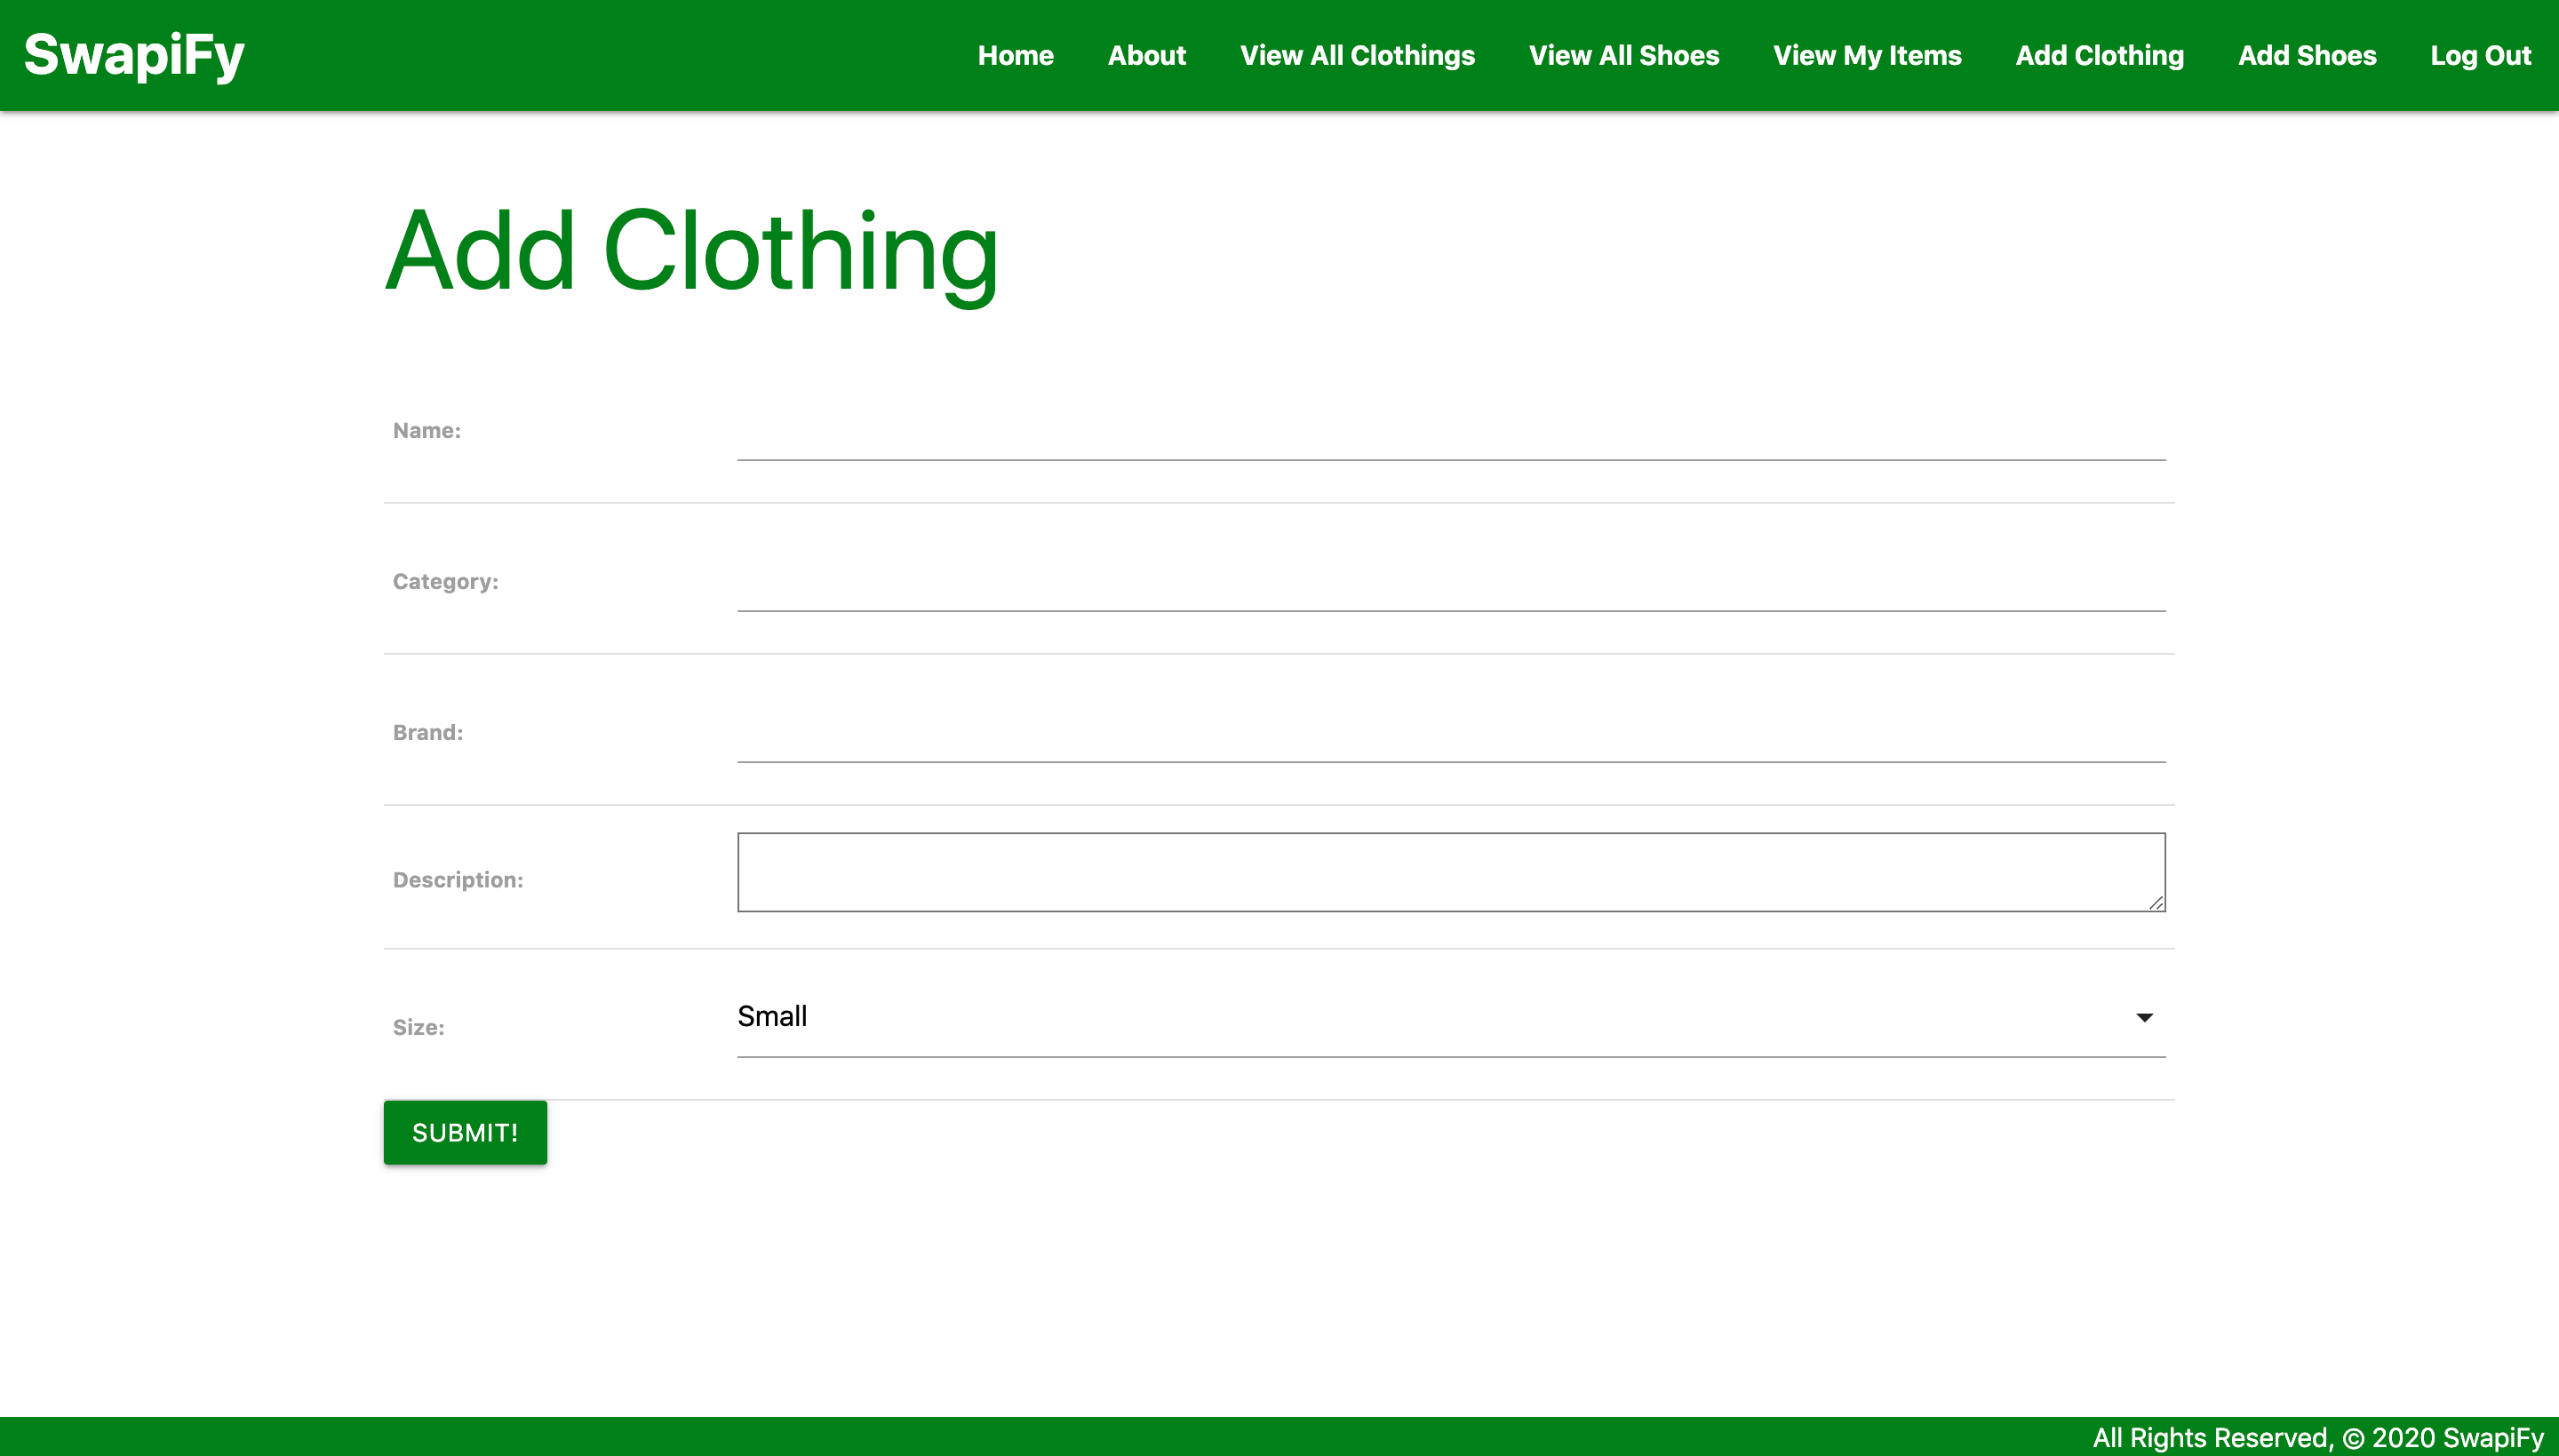 SwapiFy Home About View All Clothings View All Shoes View My Items Add Clothing Add Shoes Log Out
Add Clothing
Name:
Category:
Brand:
Description:
Size: Small
SUBMIT!
All Rights Reserved, © 2020 SwapiFy